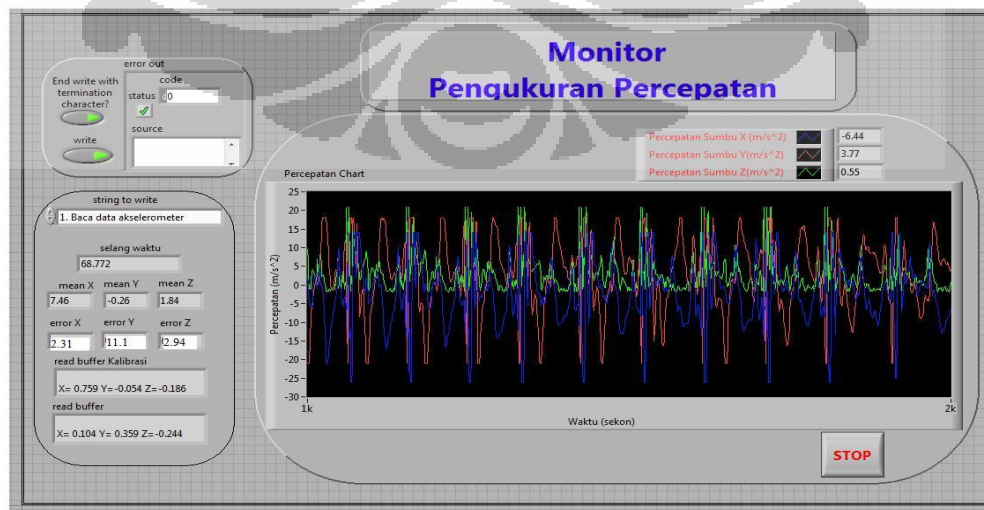 Monitor
Pengukuran Percepatan
error out
End write with
termination
character?
code
status
0
source
write
string to write
1. Baca data akselerometer
selang waktu
68.772
mean X mean Y mean Z
7.46 -0.26 1.84
error X error Y error Z
2.31 11.1 2.94
read buffer Kalibrasi
X= 0.759 Y=-0.054 Z=-0.186
read buffer
X= 0.104 Y= 0.359 Z=-0.244
Percepatan Sumbu X (m/s^2) -6.44
Percepatan Sumbu Y(m/s^2) 3.77
Percepatan Sumbu Z(m/s^2) 0.55
Percepatan Chart
Percepatan (m/s^2)
25
20
15
10
5
0
-5
-10
-15
-20
-25
-30
1k 2k
Waktu (sekon)
STOP